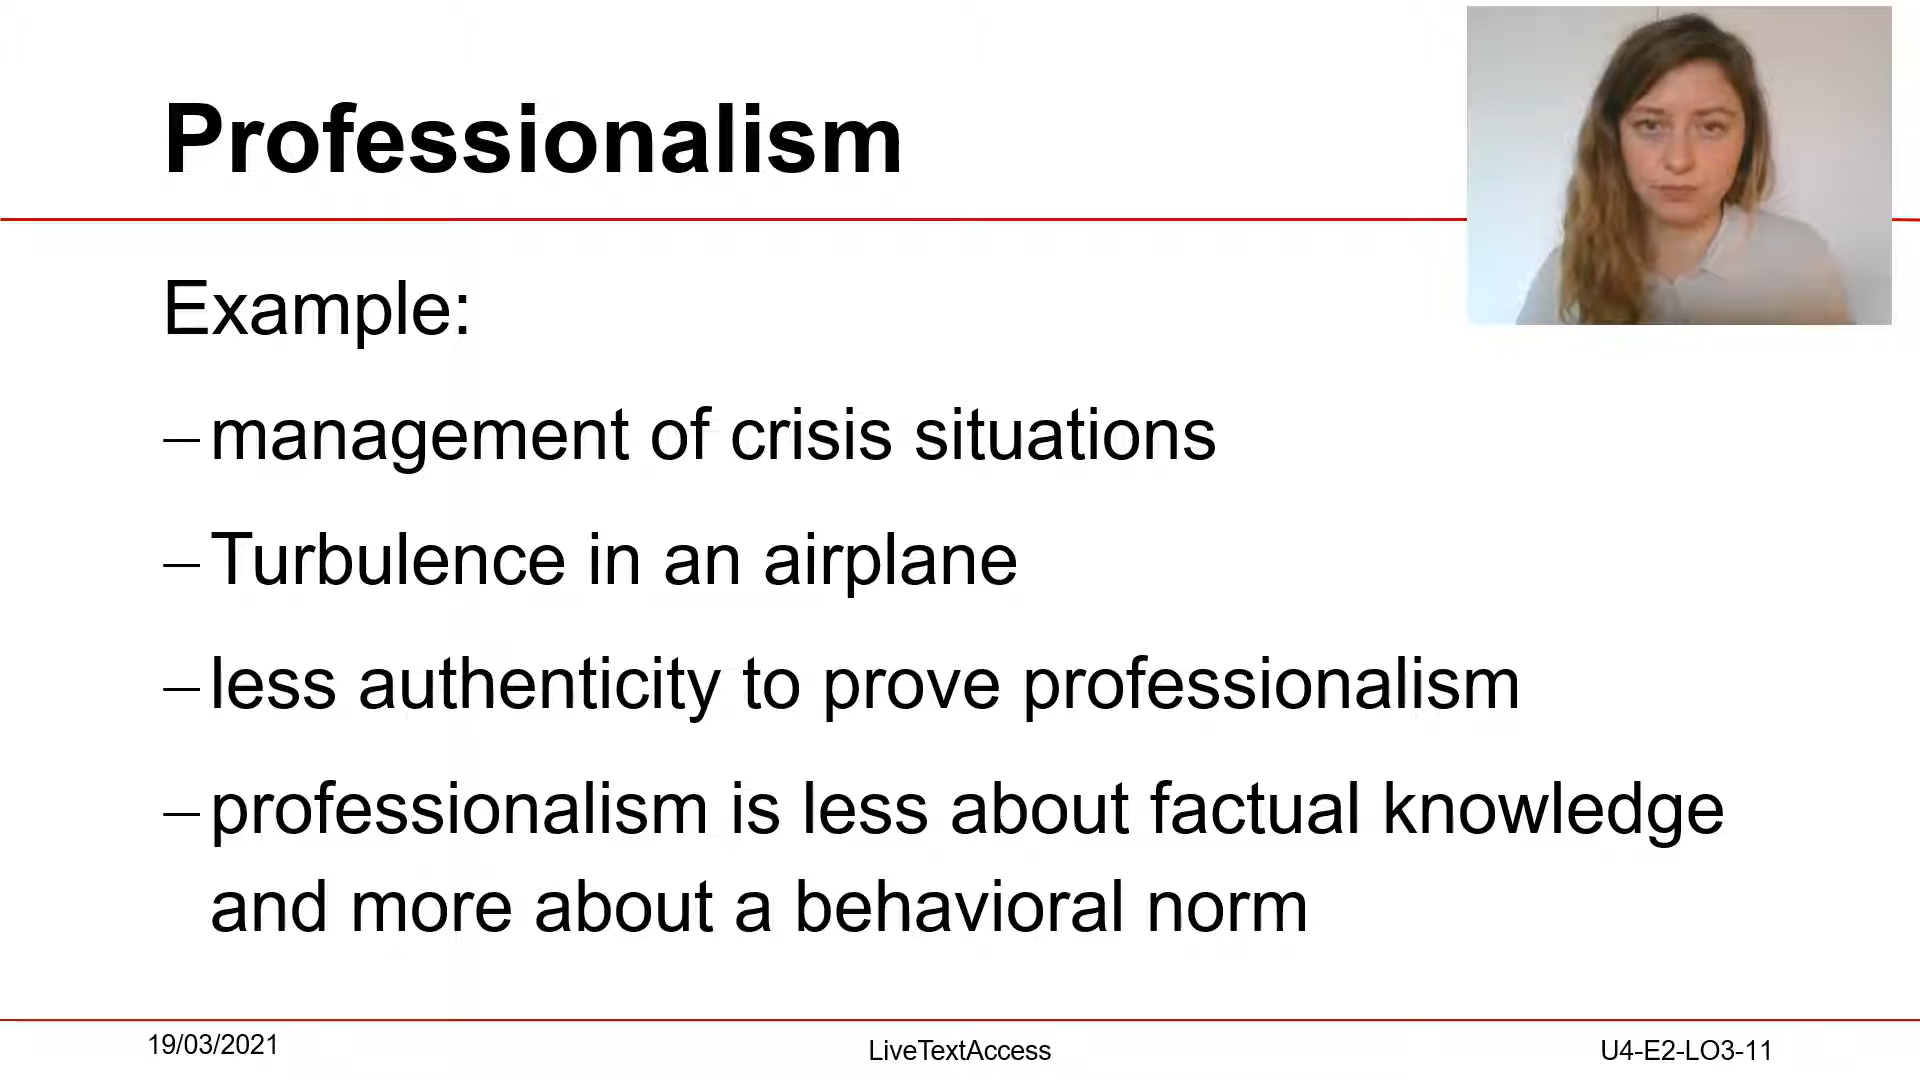 Professionalism
Example:
– management of crisis situations
– Turbulence in an airplane
– less authenticity to prove professionalism
– professionalism is less about factual knowledge
and more about a behavioral norm
19/03/2021
LiveTextAccess
U4-E2-LO3-11